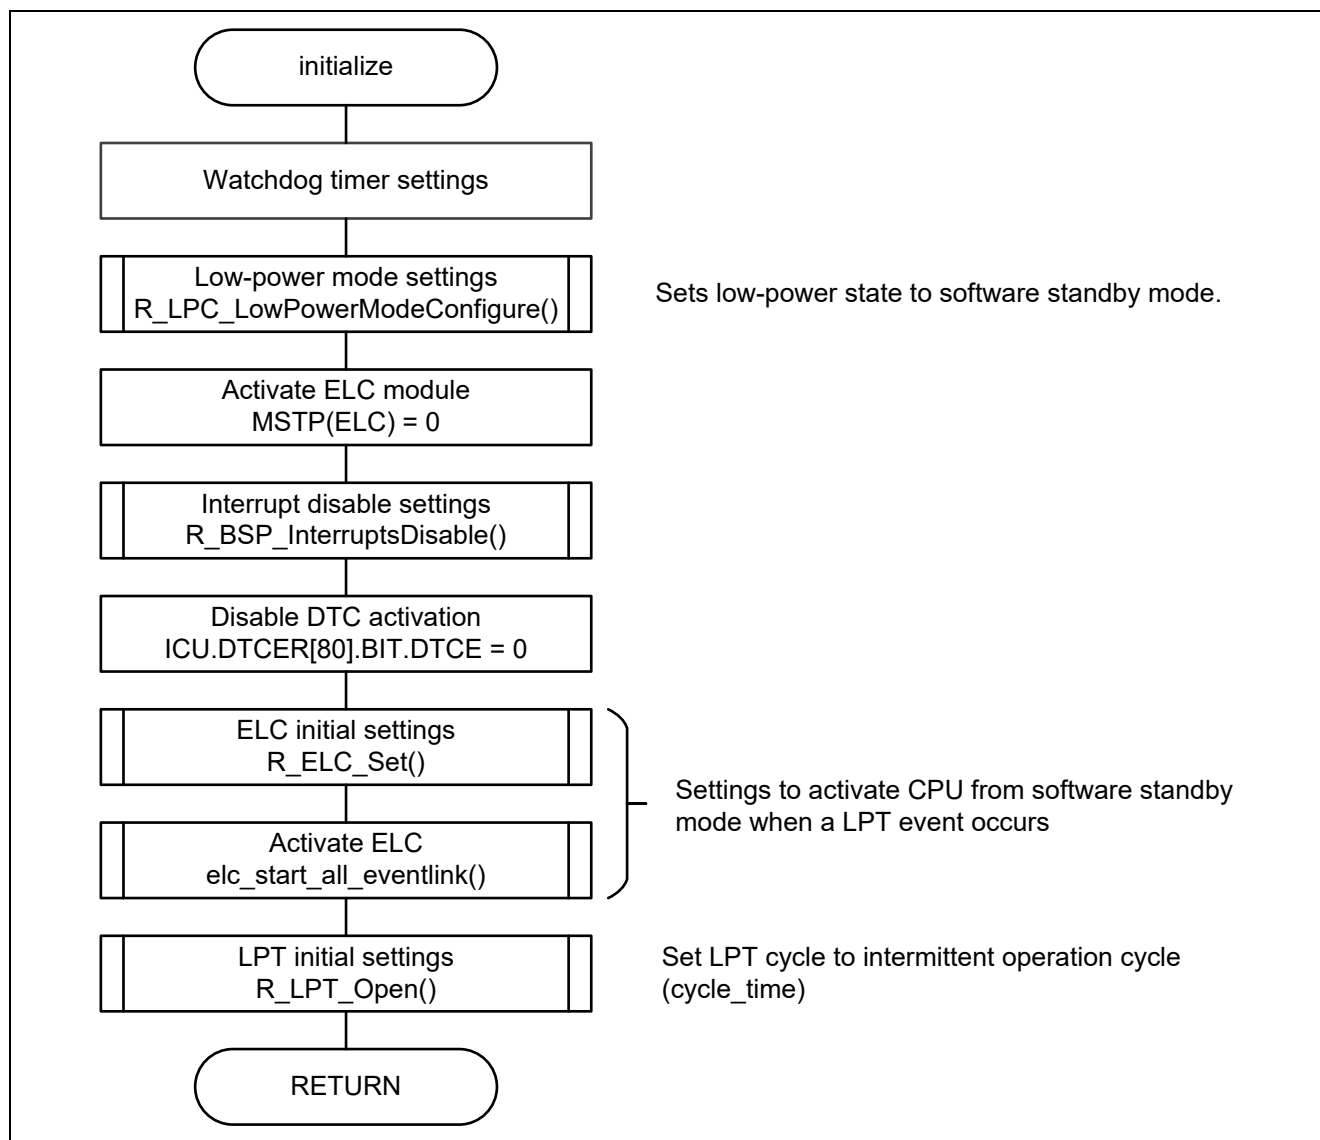 initialize
Watchdog timer settings
Low-power mode settings
R_LPC_LowPowerModeConfigure()
Sets low-power state to software standby mode.
Activate ELC module
MSTP(ELC) = 0
Interrupt disable settings
R_BSP_InterruptsDisable()
Disable DTC activation
ICU.DTCER[80].BIT.DTCE = 0
ELC initial settings
R_ELC_Set()
Activate ELC
elc_start_all_eventlink()
Settings to activate CPU from software standby
mode when a LPT event occurs
LPT initial settings
R_LPT_Open()
Set LPT cycle to intermittent operation cycle
(cycle_time)
RETURN